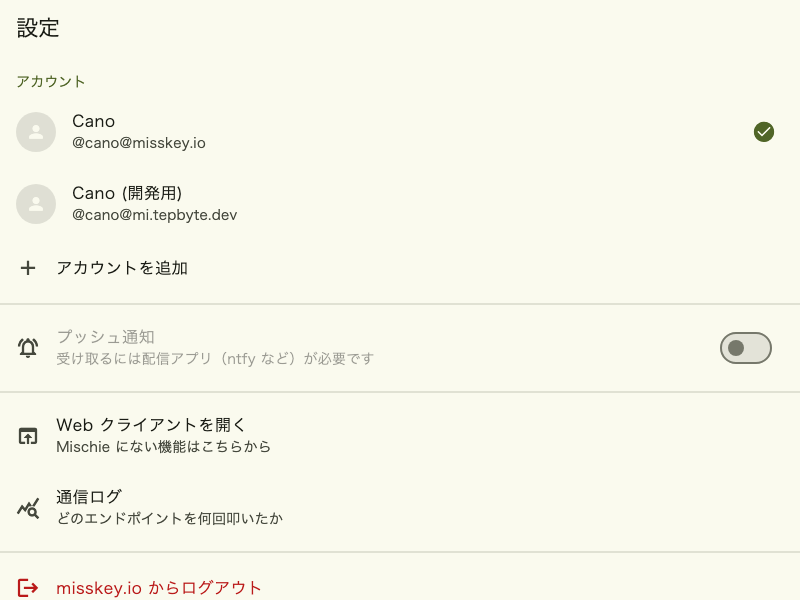 設定
アカウント
Cano
@cano@misskey.io
Cano (開発用)
@cano@mi.tepbyte.dev
アカウントを追加
プッシュ通知
受け取るには配信アプリ（ntfy など）が必要です
Web クライアントを開く
Mischie にない機能はこちらから
通信ログ
どのエンドポイントを何回叩いたか
misskey.io からログアウト